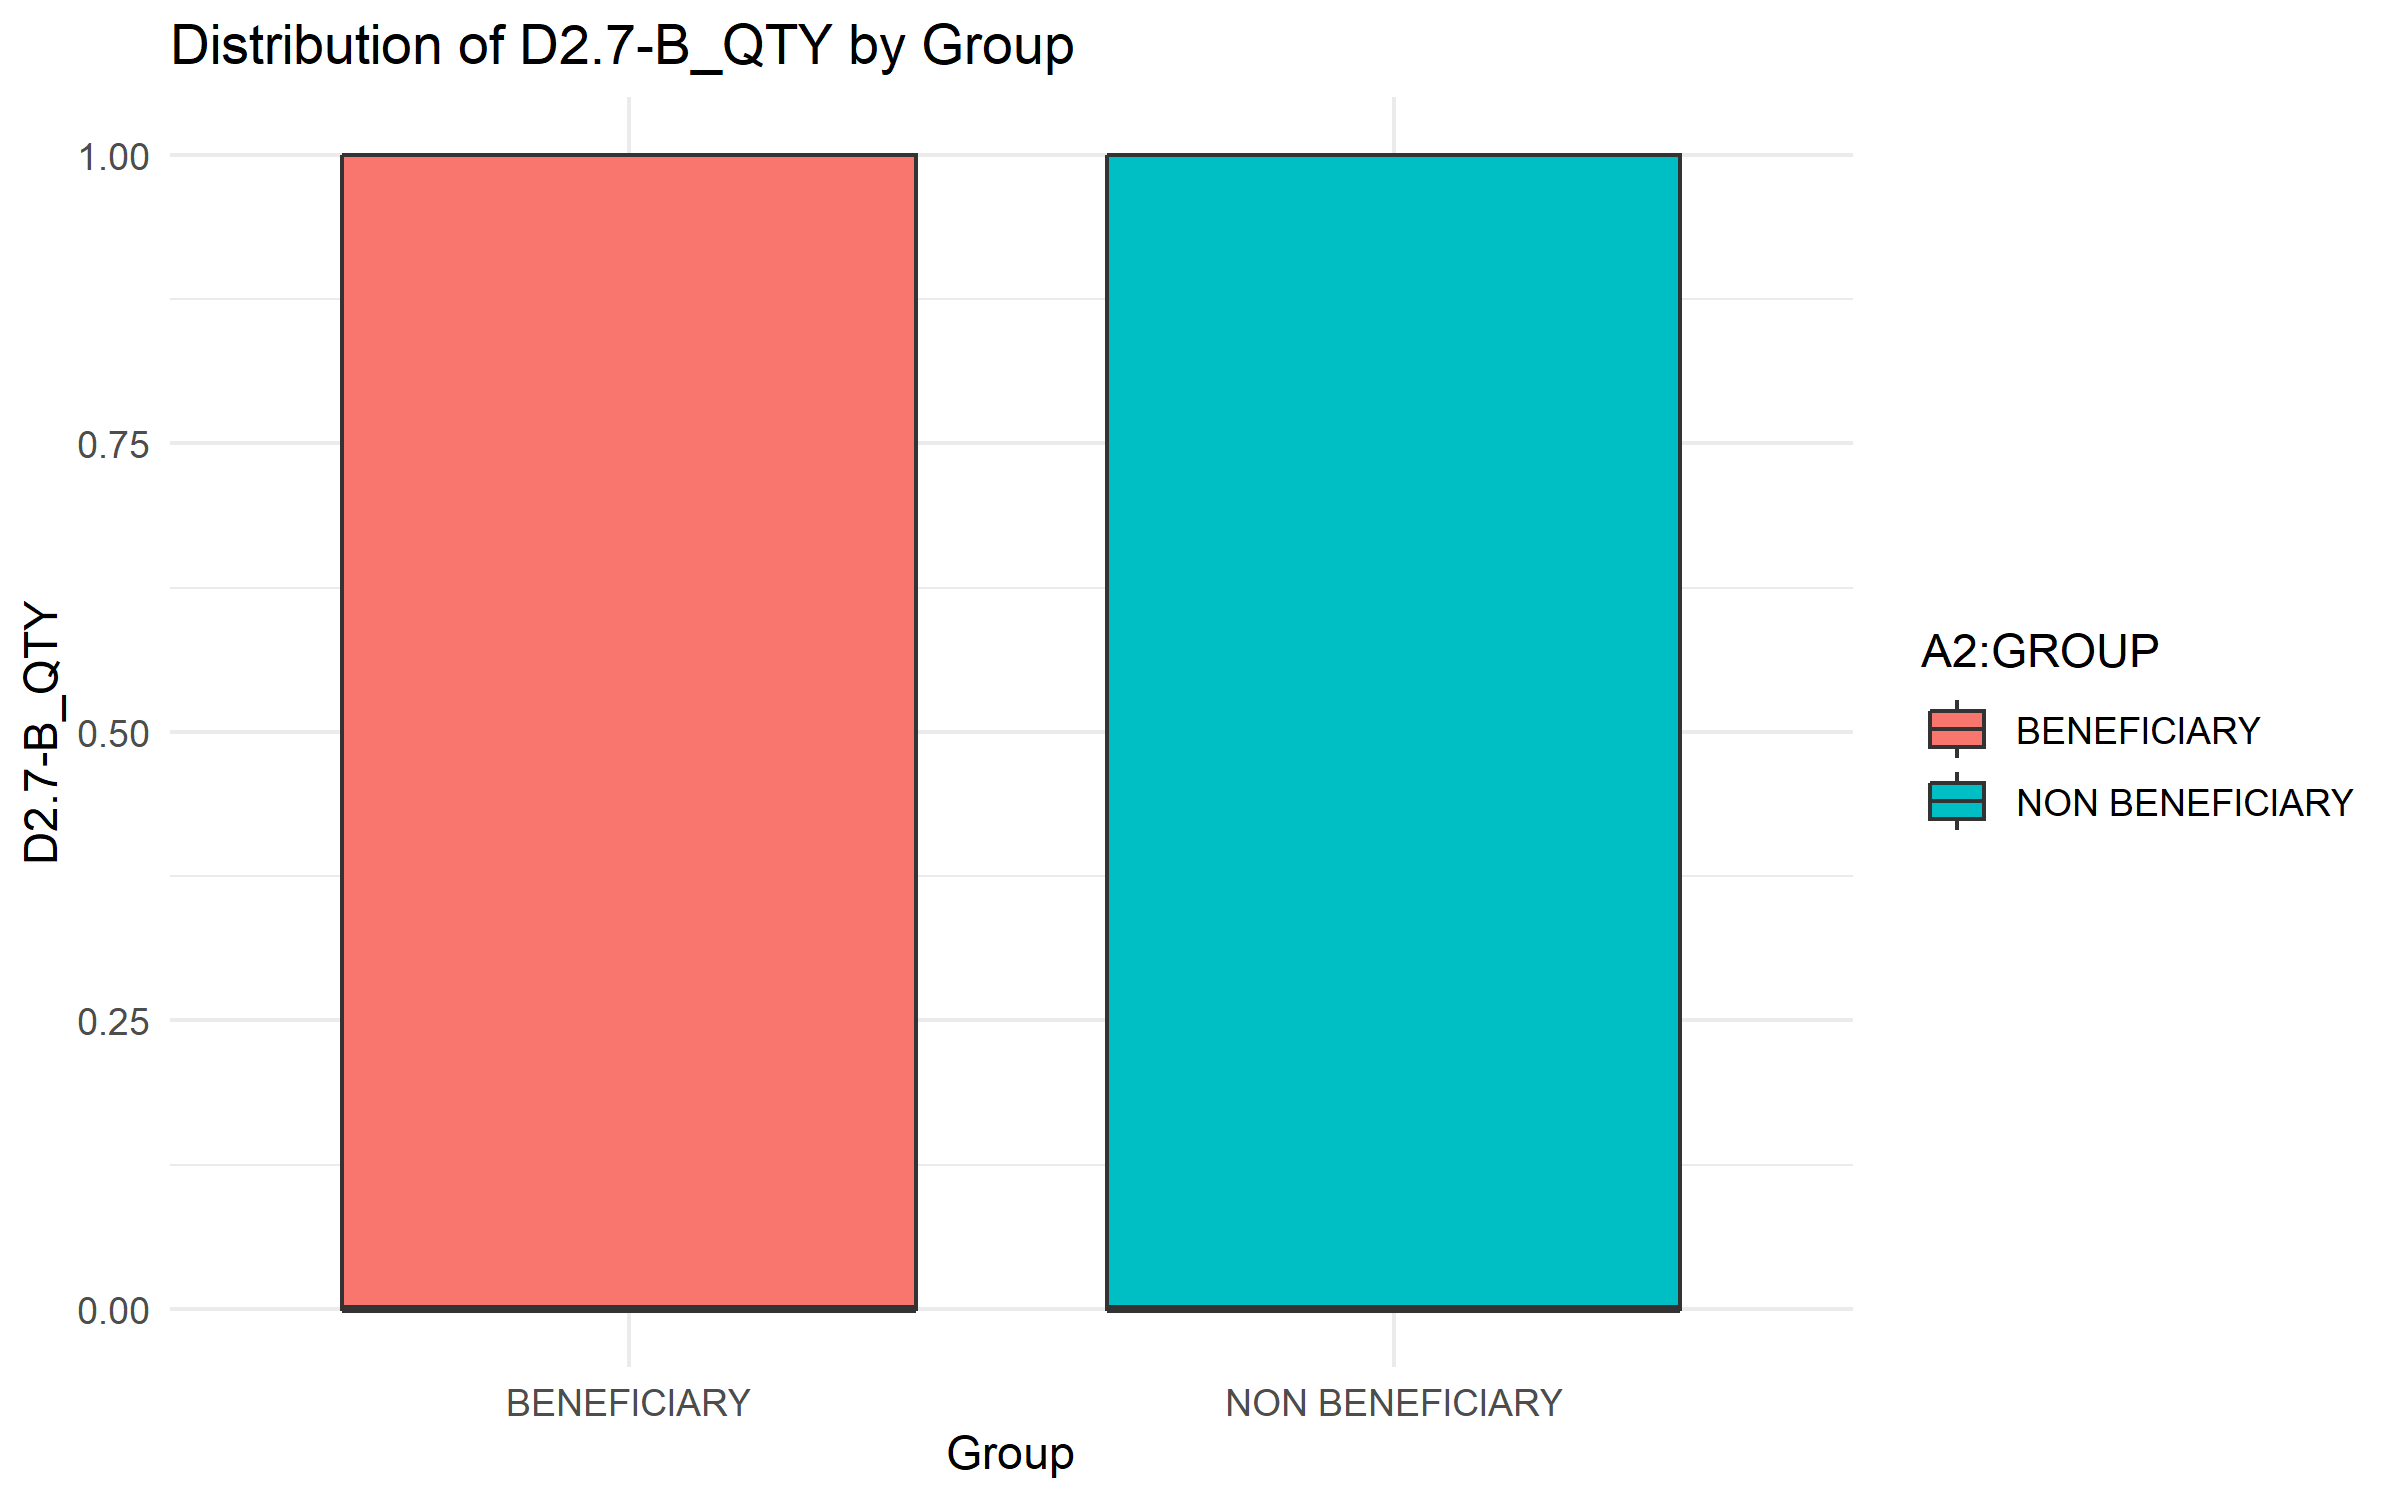 Distribution of D2.7-B_QTY by Group
1.00
0.75
0.50
0.25
0.00
D2.7-B_QTY
BENEFICIARY
NON BENEFICIARY
Group
A2:GROUP
BENEFICIARY
NON BENEFICIARY